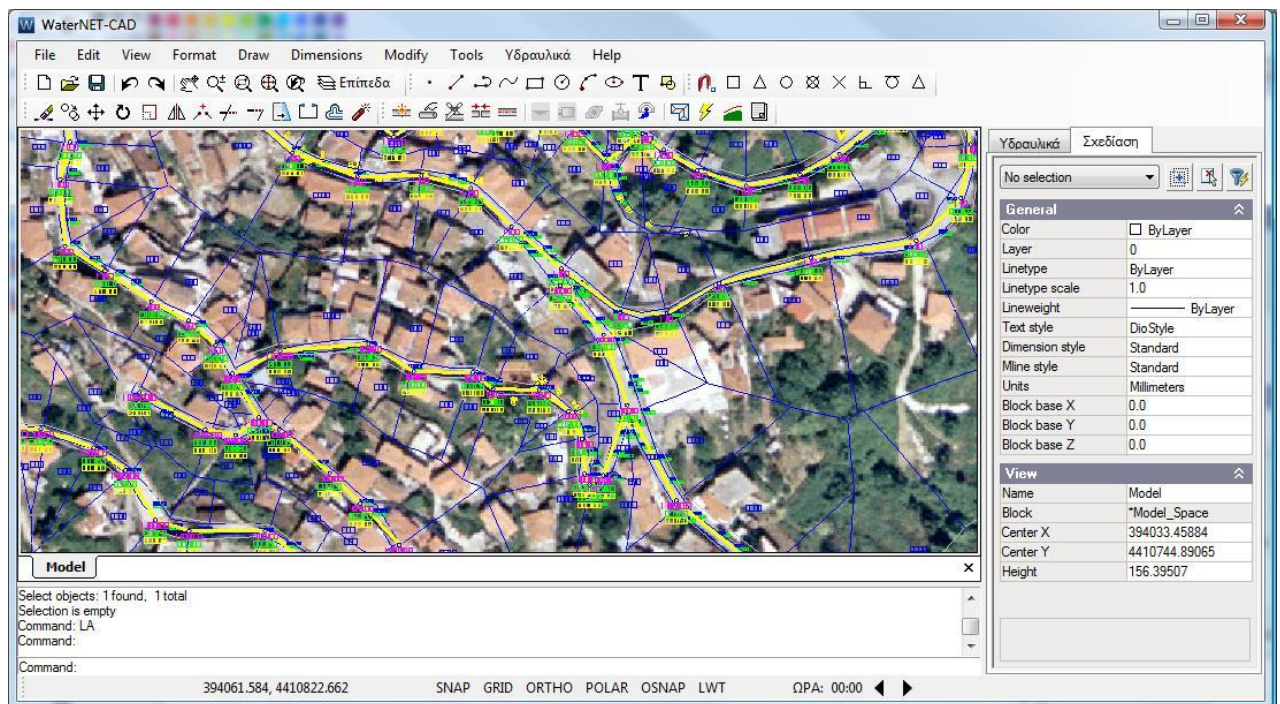 WaterNET-CAD
File Edit View Format Draw Dimensions Modify Tools Υδραυλικά Help
Επίπεδα
Υδραυλικά Σχεδίαση
No selection
General
Color ByLayer
Layer 0
Linetype ByLayer
Linetype scale 1.0
Lineweight ByLayer
Text style DioStyle
Dimension style Standard
Mline style Standard
Units Millimeters
Block base X 0.0
Block base Y 0.0
Block base Z 0.0
View
Name Model
Block *Model_Space
Center X 394033.45884
Center Y 4410744.89065
Height 156.39507
Model
Select objects: 1 found, 1 total
Selection is empty
Command: LA
Command:
Command:
394061.584, 4410822.662 SNAP GRID ORTHO POLAR OSNAP LWT ΩΡΑ: 00:00